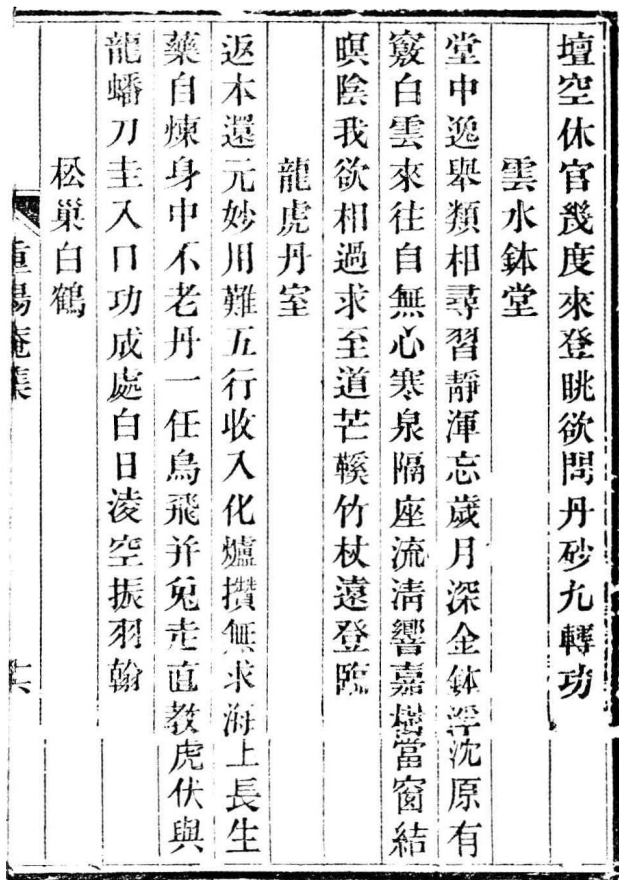 壇空休官幾度來登眺欲問丹砂九轉功
雲水鉢堂
堂中逸舉類相尋習靜渾忘歲月深金鉢浮沈原有
竅白雲來往自無心寒泉隔座流清響嘉樹當窗結
暝陰我欲相過求至道芒鞵竹杖遠登臨
龍虎丹室
返本還元妙用難五行收入化爐攢無求海上長生
藥自煉身中不老丹一任烏飛并兔走直教虎伏與
龍蟠刀圭入口功成處白日凌空振羽翰
松巢白鶴
重陽庵集